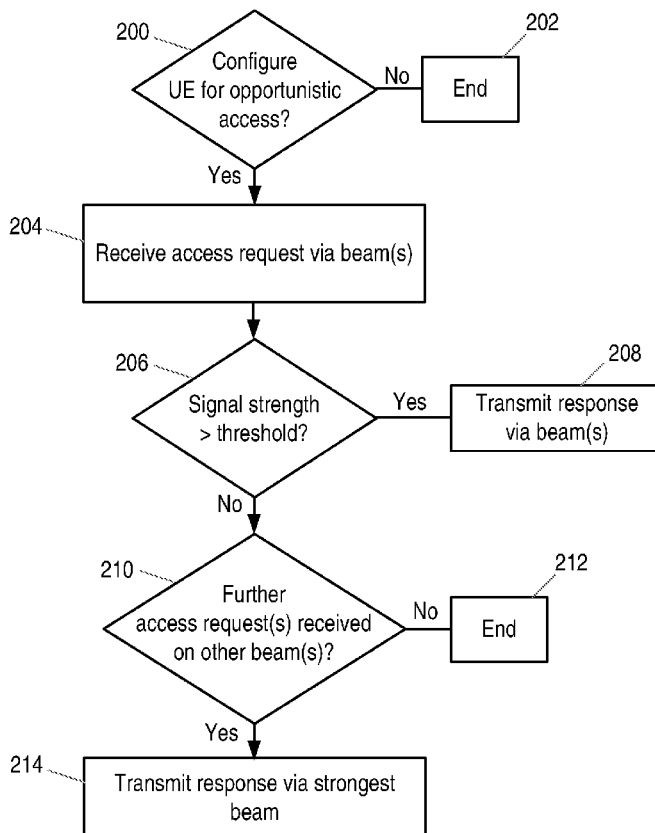 200
Configure
UE for opportunistic
access?
No
202
End
Yes
204
Receive access request via beam(s)
206
Signal strength
> threshold?
Yes
208
Transmit response
via beam(s)
No
210
Further
access request(s) received
on other beam(s)?
No
212
End
Yes
214
Transmit response via strongest
beam